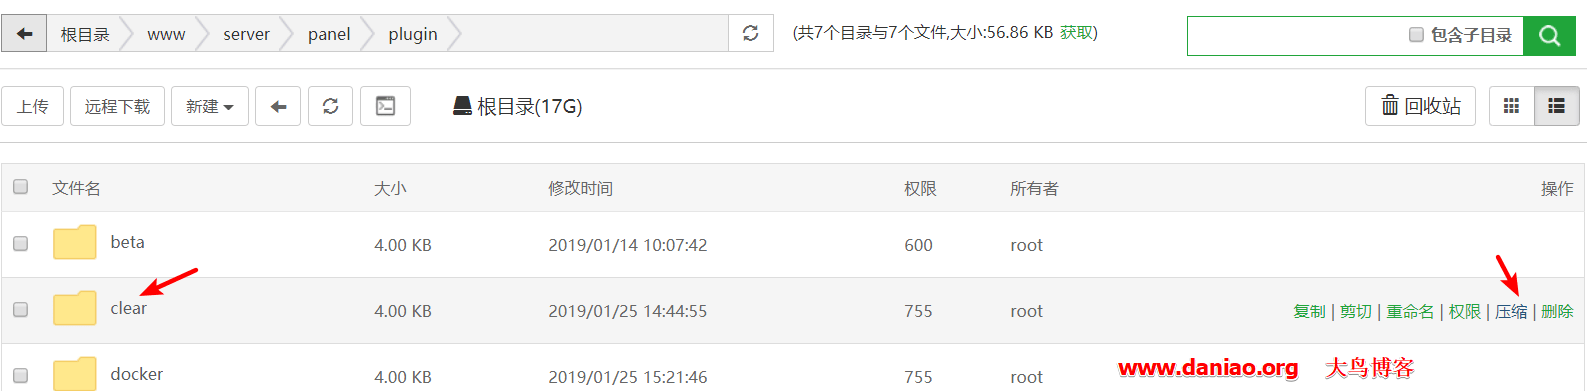 根目录 www server panel plugin (共7个目录与7个文件,大小:56.86 KB 获取) 包含子目录
上传 远程下载 新建 根目录(17G) 回收站
文件名 大小 修改时间 权限 所有者 操作
beta 4.00 KB 2019/01/14 10:07:42 600 root
clear 4.00 KB 2019/01/25 14:44:55 755 root 复制 | 剪切 | 重命名 | 权限 | 压缩 | 删除
docker 4.00 KB 2019/01/25 15:21:46 755 root
www.daniao.org 大鸟博客